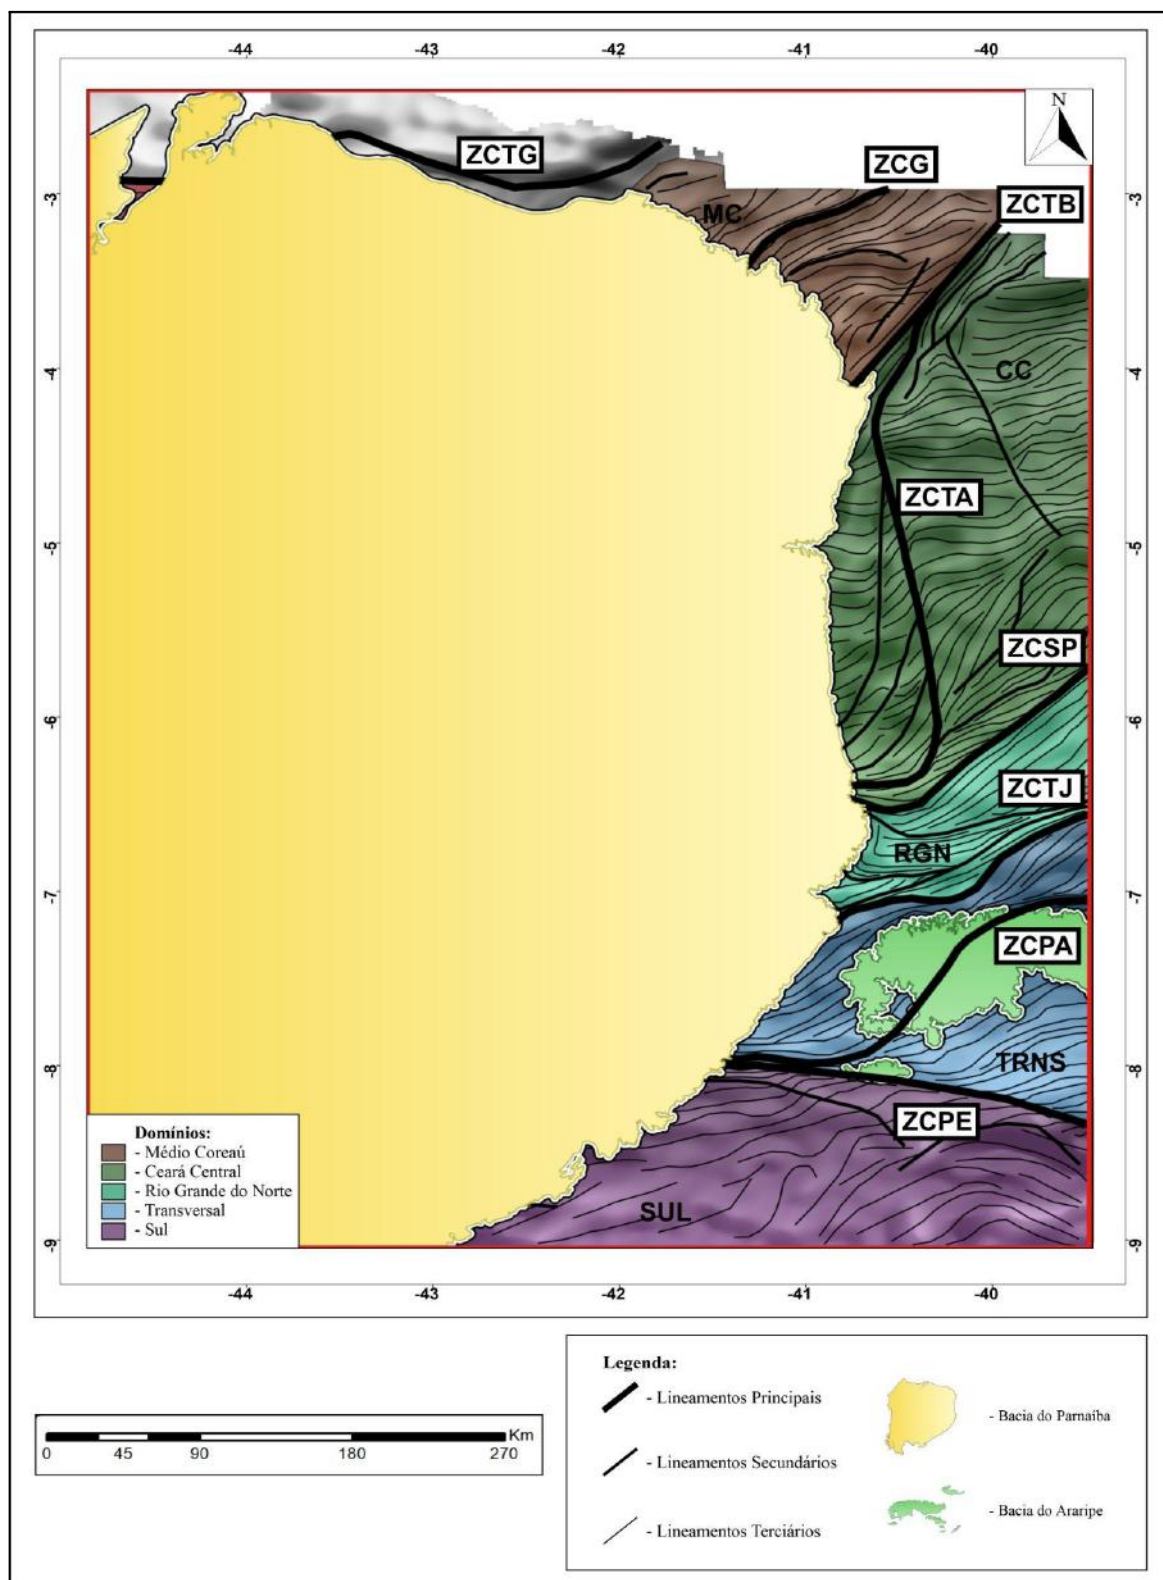 -44 -43 -42 -41 -40
N
ZCTG
ZCG
-3 -3
MC
ZCTB
-4 CC -4
ZCTA
-5 -5
ZCSP
-6 -6
ZCTJ
RGN
-7 -7
ZCPA
-8 TRNS -8
ZCPE
Domínios:
- Médio Coreaú
- Ceará Central
- Rio Grande do Norte
- Transversal
- Sul
SUL
-9 -9
-44 -43 -42 -41 -40
Legenda:
- Lineamentos Principais
- Bacia do Parnaíba
- Lineamentos Secundários
- Bacia do Araripe
- Lineamentos Terciários
Km
0 45 90 180 270